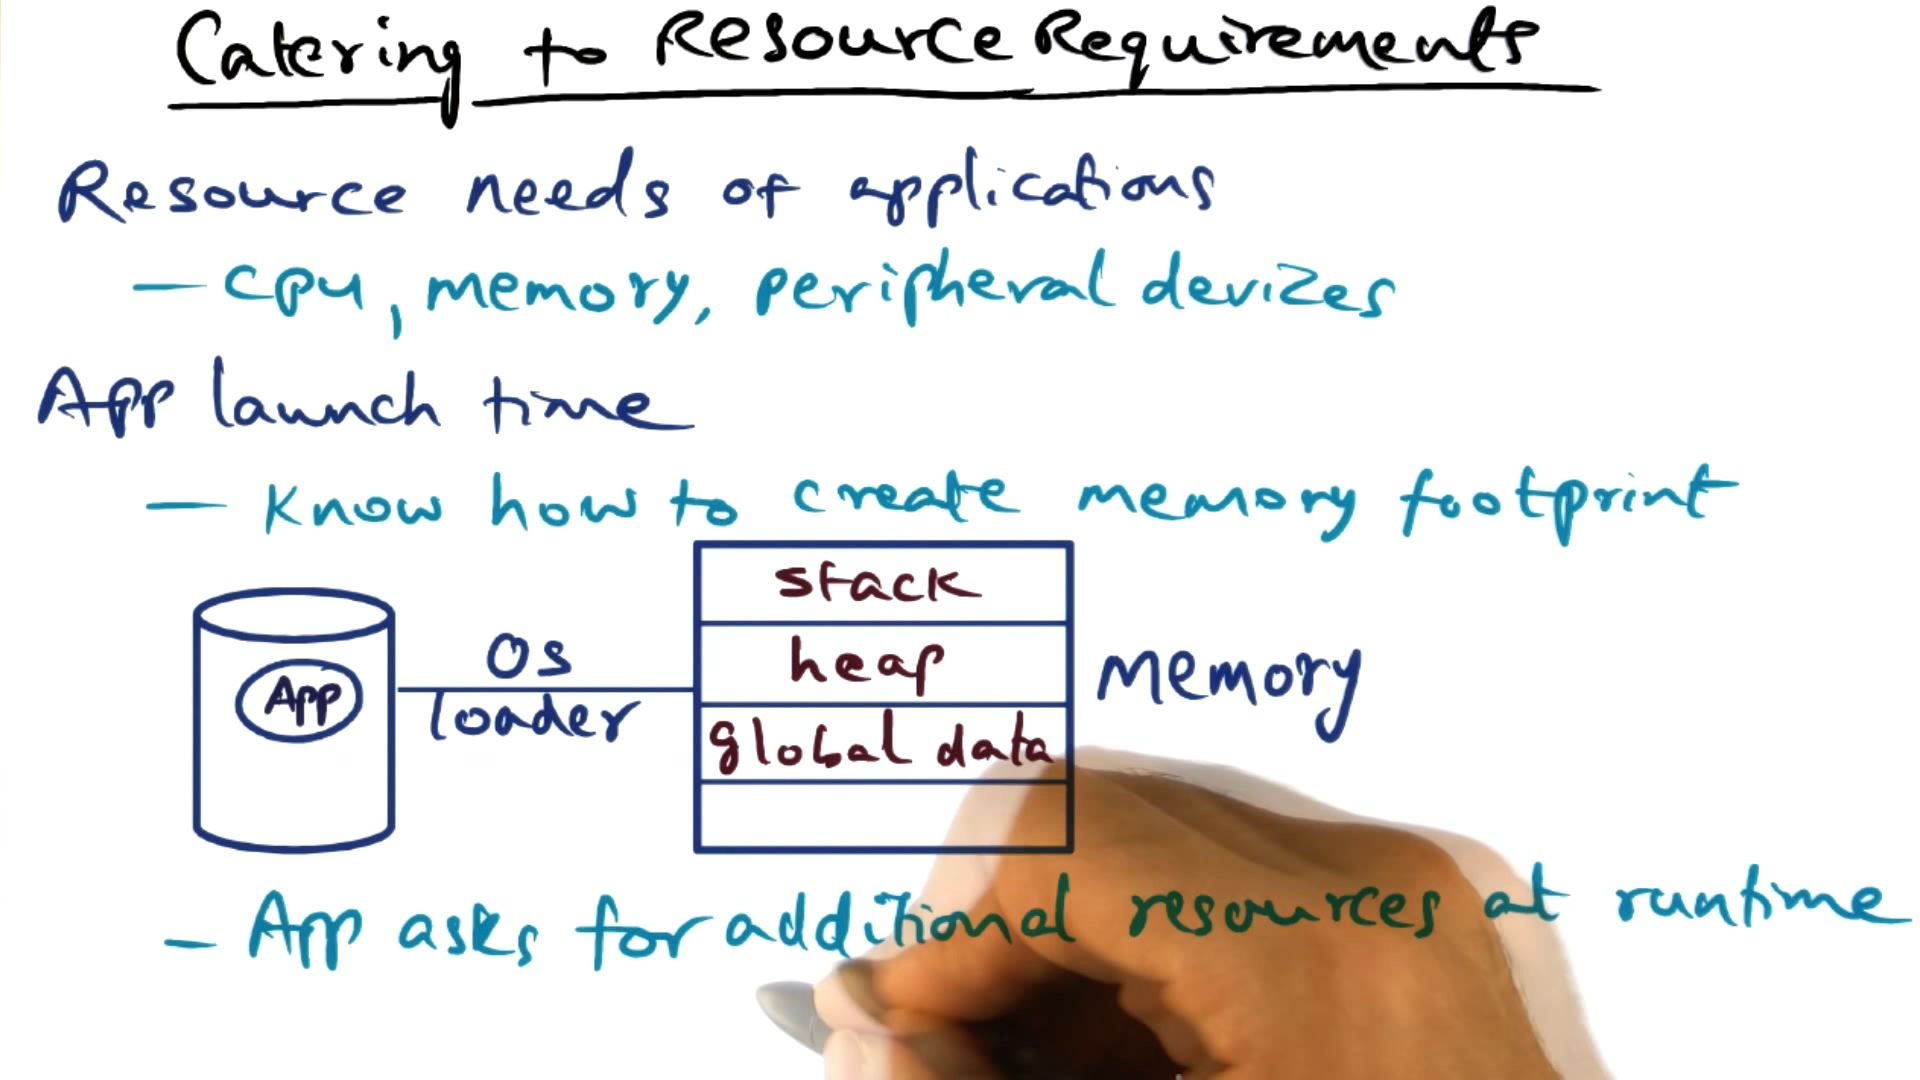 Catering to Resource Requirements
Resource needs of applications
— cpu, memory, peripheral devizes
App launch time
— Know how to create memory footprint
stack
OS
heap
App
Memory
loader
global data
— App asks for additional resources at runtime